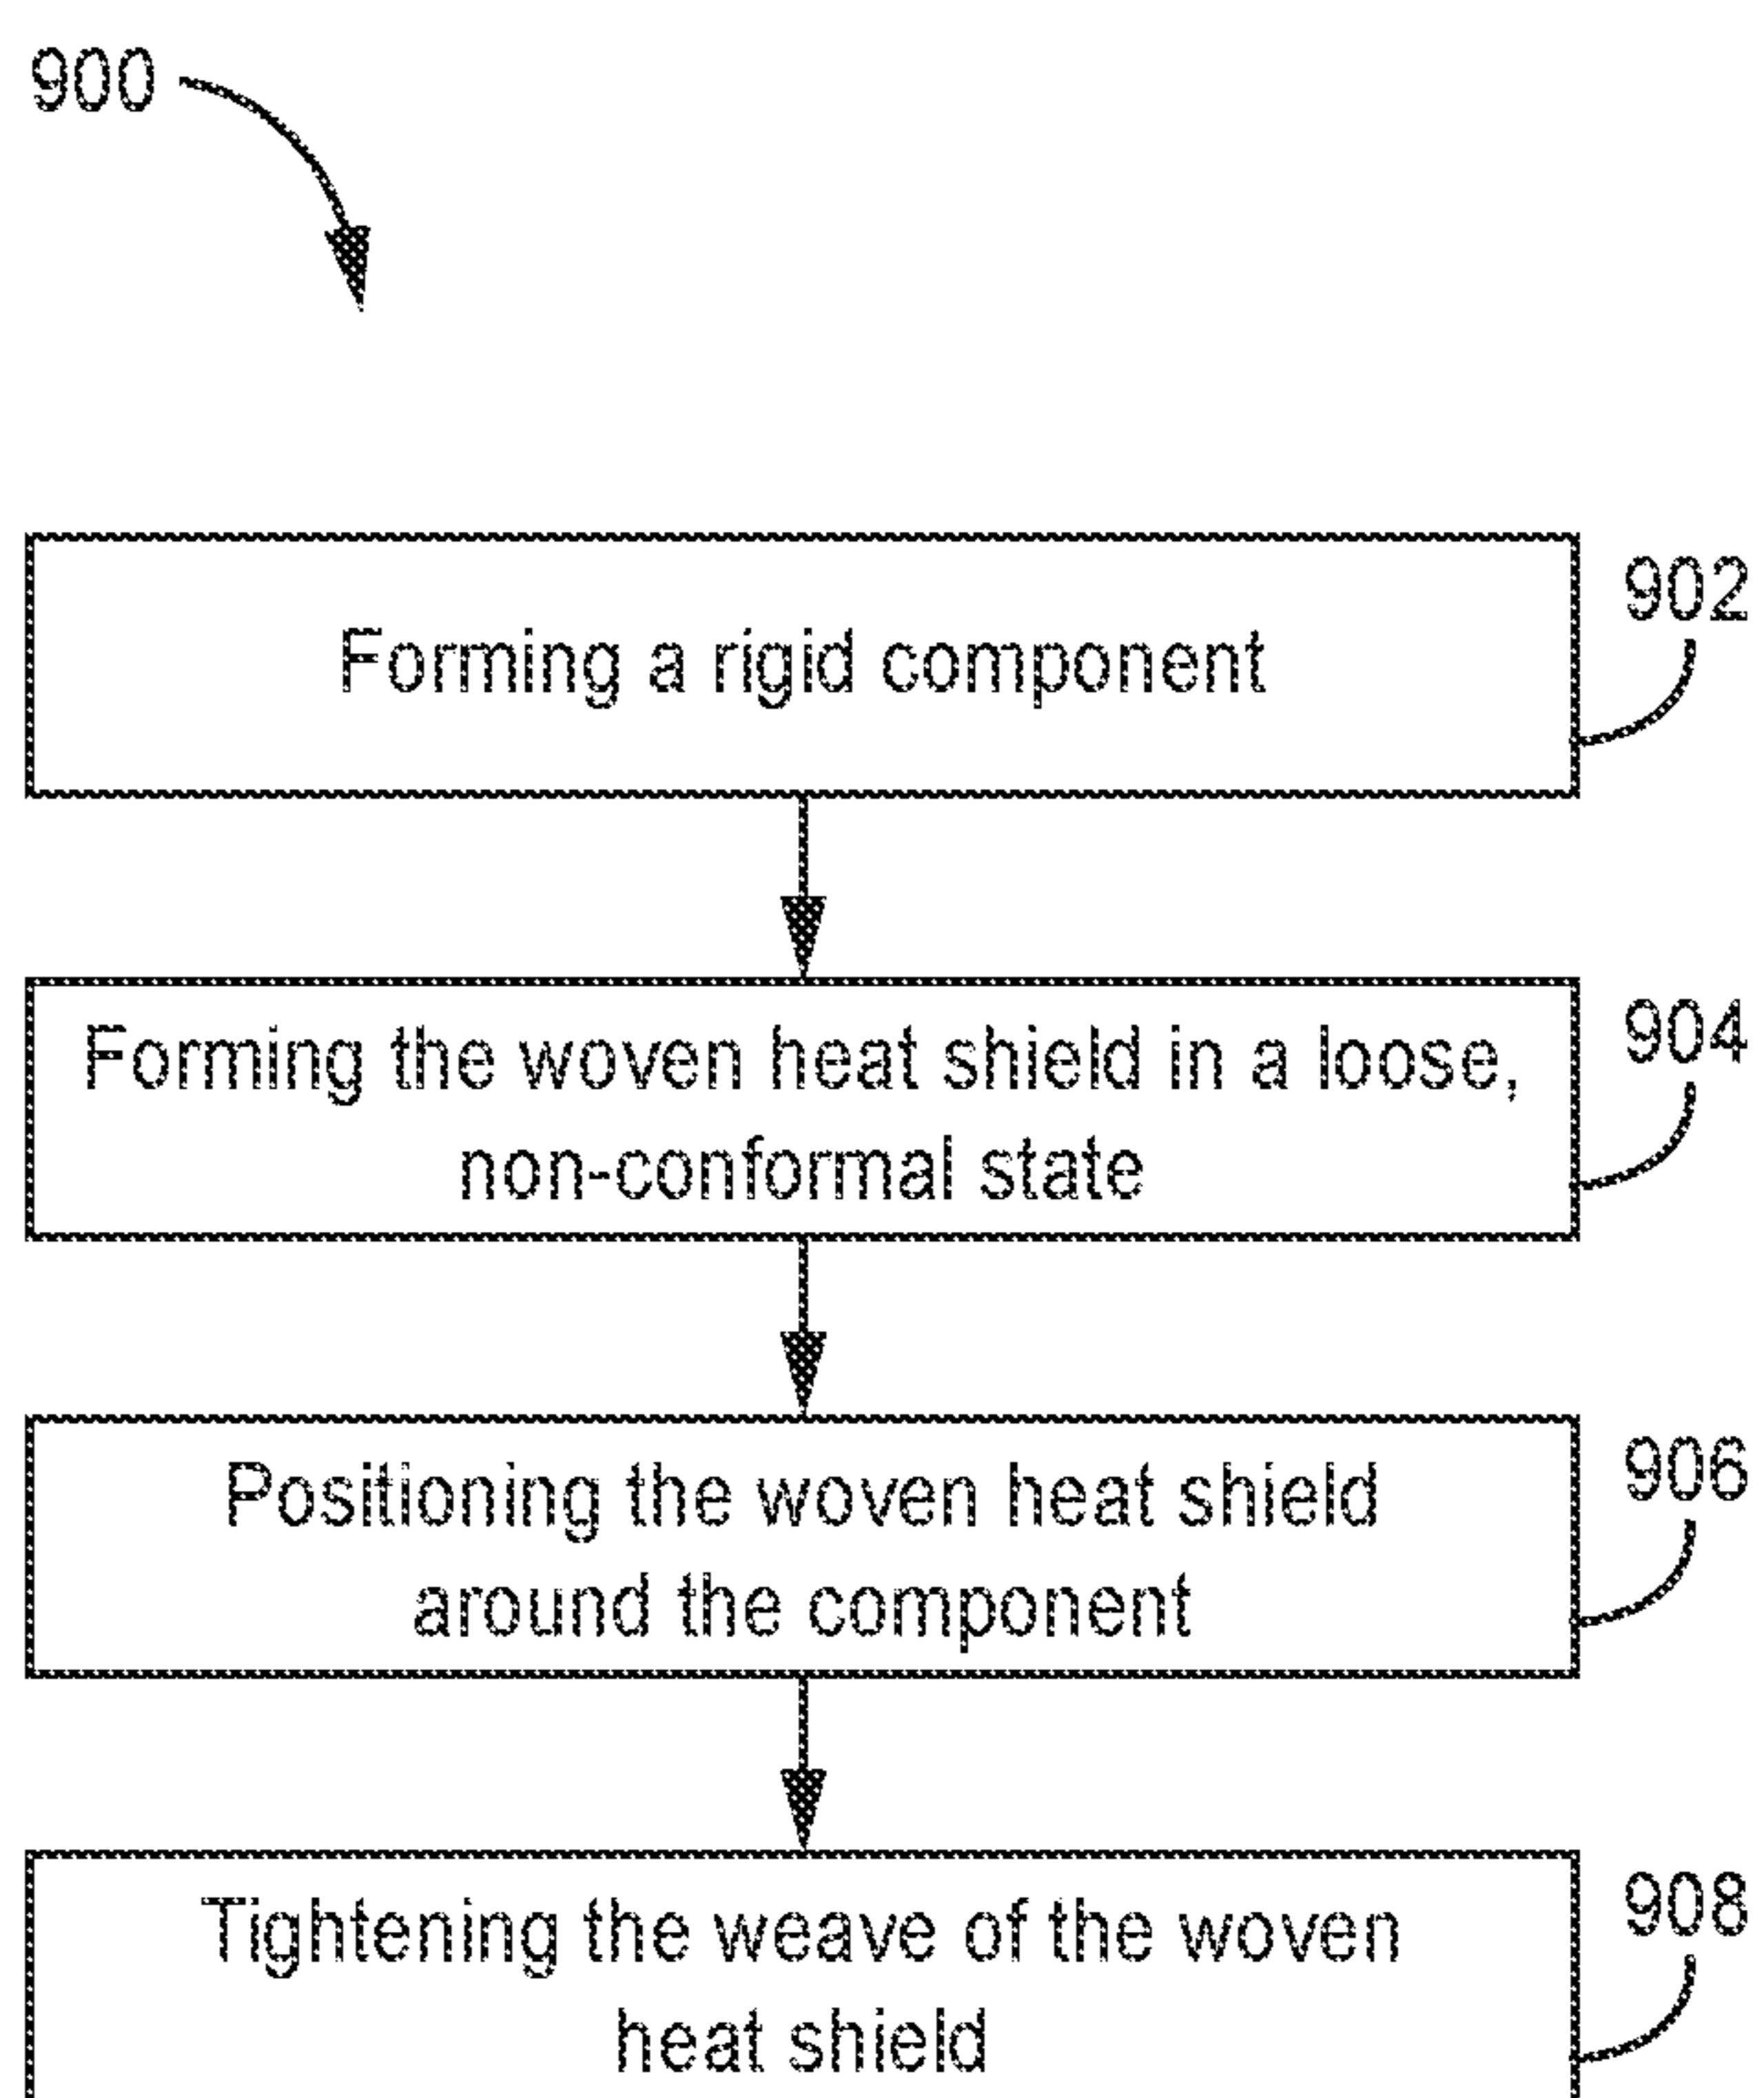 900
902
Forming a rigid component
904
Forming the woven heat shield in a loose,
non-conformal state
906
Positioning the woven heat shield
around the component
908
Tightening the weave of the woven
heat shield